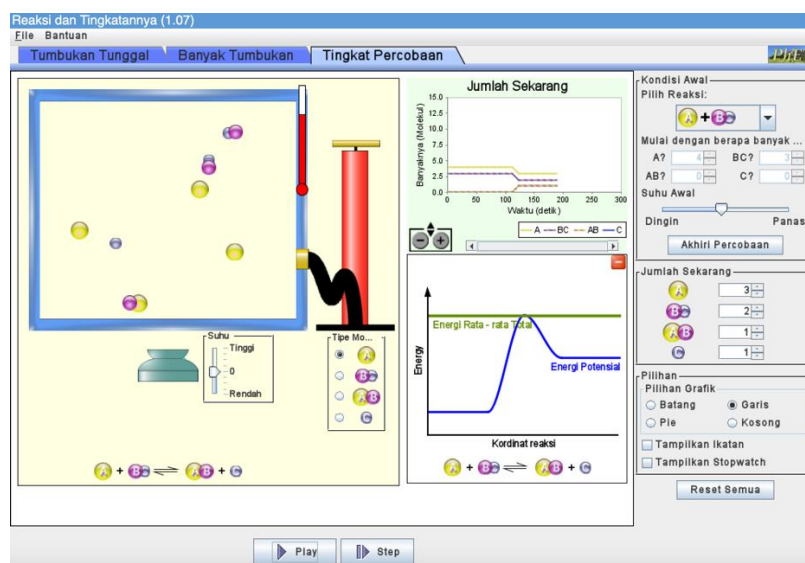 Reaksi dan Tingkatannya (1.07)
File Bantuan
Tumbukan Tunggal Banyak Tumbukan Tingkat Percobaan
PhET
Jumlah Sekarang
Banyaknya (Molekul)
15.0
12.5
10.0
7.5
5.0
2.5
0.0
0 50 100 150 200 250 300
Waktu (detik)
A BC AB C
Suhu
Tinggi
0
Rendah
Tipe Mo...
A
B C
A B
C
A + B C ⇌ A B + C
Energy
Energi Rata - rata Total
Energi Potensial
Kordinat reaksi
A + B C ⇌ A B + C
Kondisi Awal
Pilih Reaksi:
A + B C
Mulai dengan berapa banyak ...
A? 4 BC? 3
AB? 0 C? 0
Suhu Awal
Dingin Panas
Akhiri Percobaan
Jumlah Sekarang
A 3
B C 2
A B 1
C 1
Pilihan
Pilihan Grafik
Batang Garis
Pie Kosong
Tampilkan Ikatan
Tampilkan Stopwatch
Reset Semua
Play Step